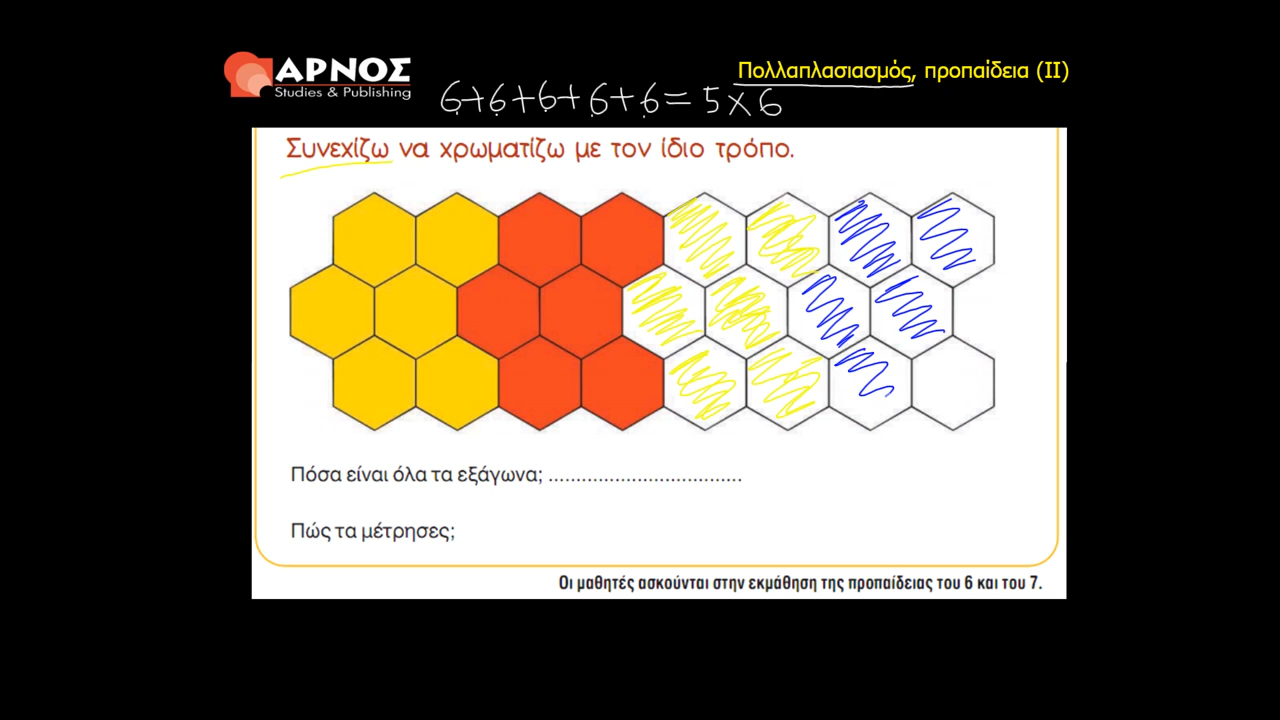 ΑΡΝΟΣ
Studies & Publishing
Πολλαπλασιασμός, προπαίδεια (ΙΙ)
6+6+6+6+6=5×6
Συνεχίζω να χρωματίζω με τον ίδιο τρόπο.
Πόσα είναι όλα τα εξάγωνα; ...................................
Πώς τα μέτρησες;
Οι μαθητές ασκούνται στην εκμάθηση της προπαίδειας του 6 και του 7.